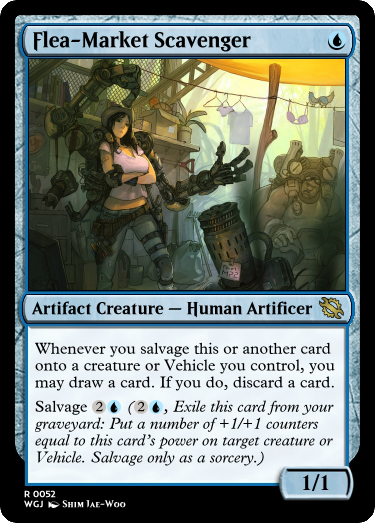 Flea-Market Scavenger
Artifact Creature — Human Artificer
Whenever you salvage this or another card
onto a creature or Vehicle you control, you
may draw a card. If you do, discard a card.
Salvage 2 (2, Exile this card from your
graveyard: Put a number of +1/+1 counters
equal to this card's power on target creature or
Vehicle. Salvage only as a sorcery.)
1/1
R 0052
WGJ Shim Jae-Woo